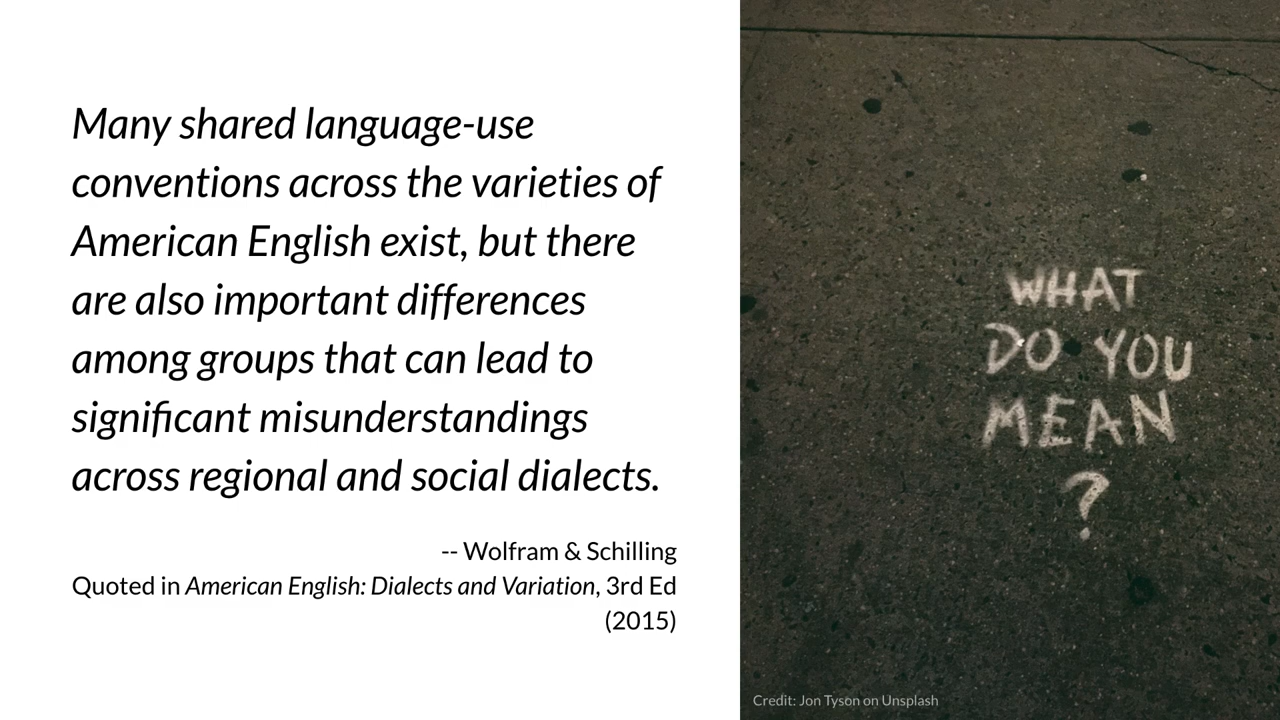 Many shared language-use
conventions across the varieties of
American English exist, but there
are also important differences
among groups that can lead to
significant misunderstandings
across regional and social dialects.
-- Wolfram & Schilling
Quoted in American English: Dialects and Variation, 3rd Ed
(2015)
WHAT
DO YOU
MEAN
?
Credit: Jon Tyson on Unsplash